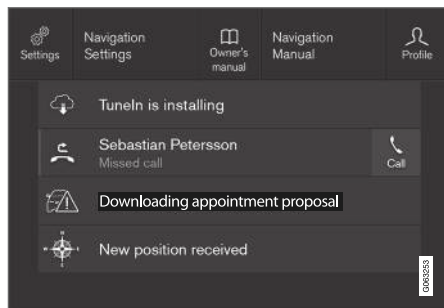 Settings
Navigation
Settings
Owner's
manual
Navigation
Manual
Profile
TuneIn is installing
Sebastian Petersson
Missed call
Call
Downloading appointment proposal
New position received
G063253